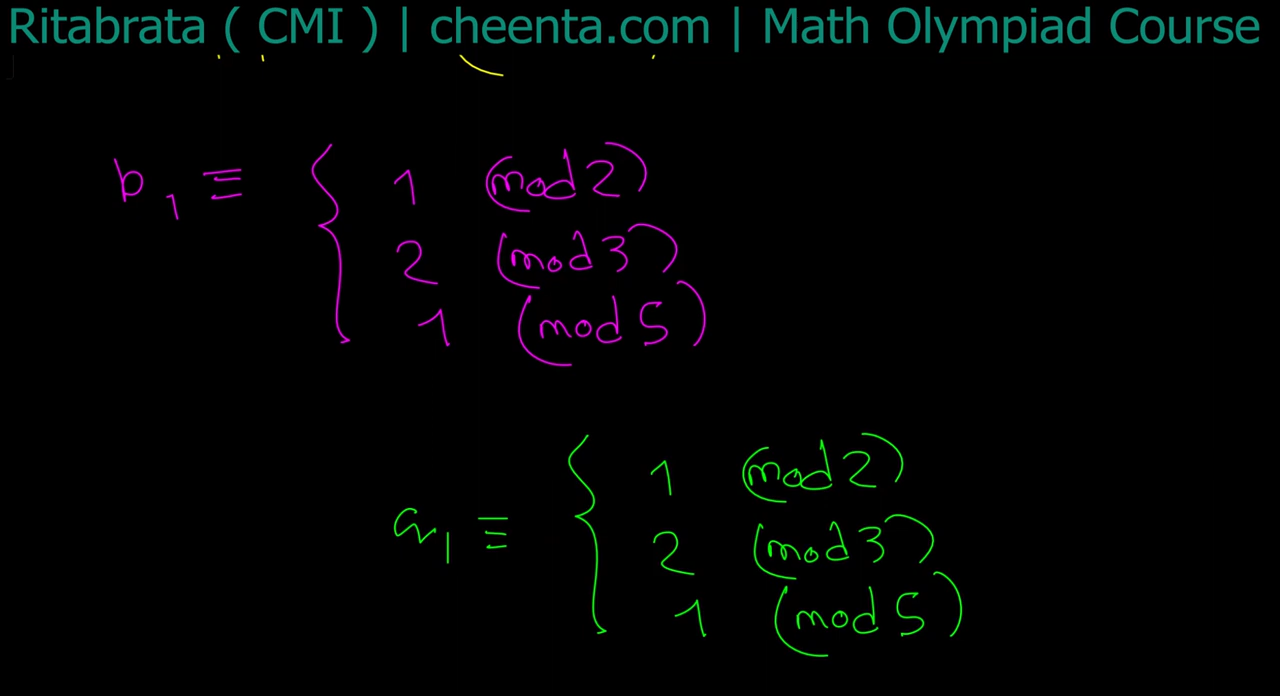 Ritabrata ( CMI ) | cheenta.com | Math Olympiad Course
b₁ ≡ { 1 (mod 2)
2 (mod 3)
1 (mod 5)
a₁ ≡ { 1 (mod 2)
2 (mod 3)
1 (mod 5)